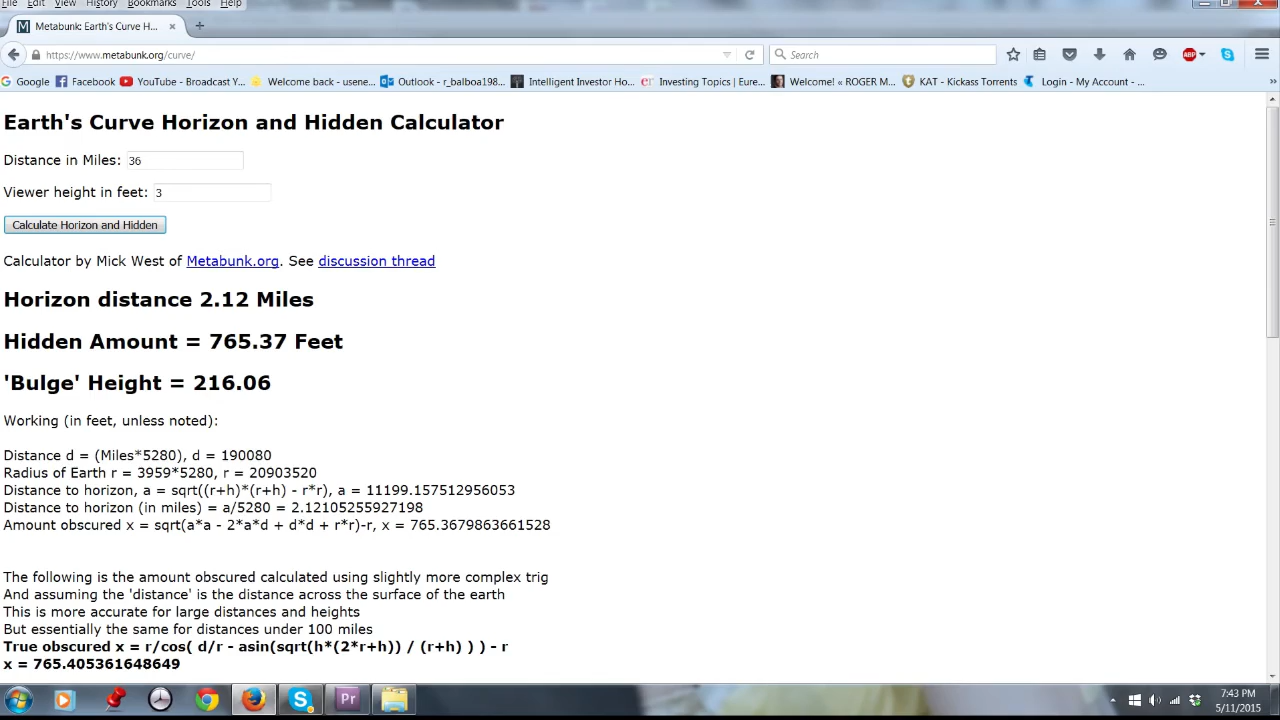 File Edit View History Bookmarks Tools Help
Metabunk: Earth's Curve H...
https://www.metabunk.org/curve/
Search
ABP
Google Facebook YouTube - Broadcast Y... Welcome back - usene... Outlook - r_balboa198... Intelligent Investor Ho... Investing Topics | Eure... Welcome! « ROGER M... KAT - Kickass Torrents Login - My Account - ...
Earth's Curve Horizon and Hidden Calculator
Distance in Miles: 36
Viewer height in feet: 3
Calculate Horizon and Hidden
Calculator by Mick West of Metabunk.org. See discussion thread
Horizon distance 2.12 Miles
Hidden Amount = 765.37 Feet
'Bulge' Height = 216.06
Working (in feet, unless noted):
Distance d = (Miles*5280), d = 190080
Radius of Earth r = 3959*5280, r = 20903520
Distance to horizon, a = sqrt((r+h)*(r+h) - r*r), a = 11199.157512956053
Distance to horizon (in miles) = a/5280 = 2.12105255927198
Amount obscured x = sqrt(a*a - 2*a*d + d*d + r*r)-r, x = 765.3679863661528
The following is the amount obscured calculated using slightly more complex trig
And assuming the 'distance' is the distance across the surface of the earth
This is more accurate for large distances and heights
But essentially the same for distances under 100 miles
True obscured x = r/cos( d/r - asin(sqrt(h*(2*r+h)) / (r+h) ) ) - r
x = 765.405361648649
Pr
7:43 PM
5/11/2015